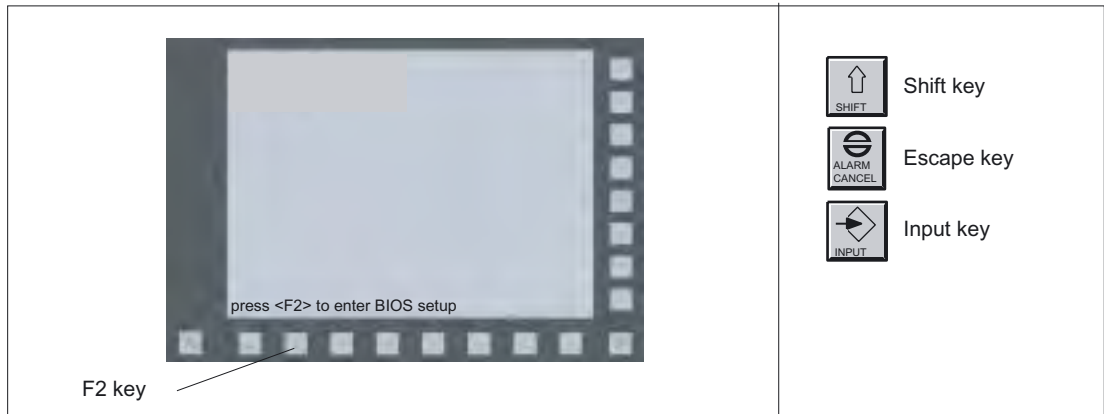 press <F2> to enter BIOS setup
F2 key
SHIFT
Shift key
ALARM
CANCEL
Escape key
INPUT
Input key